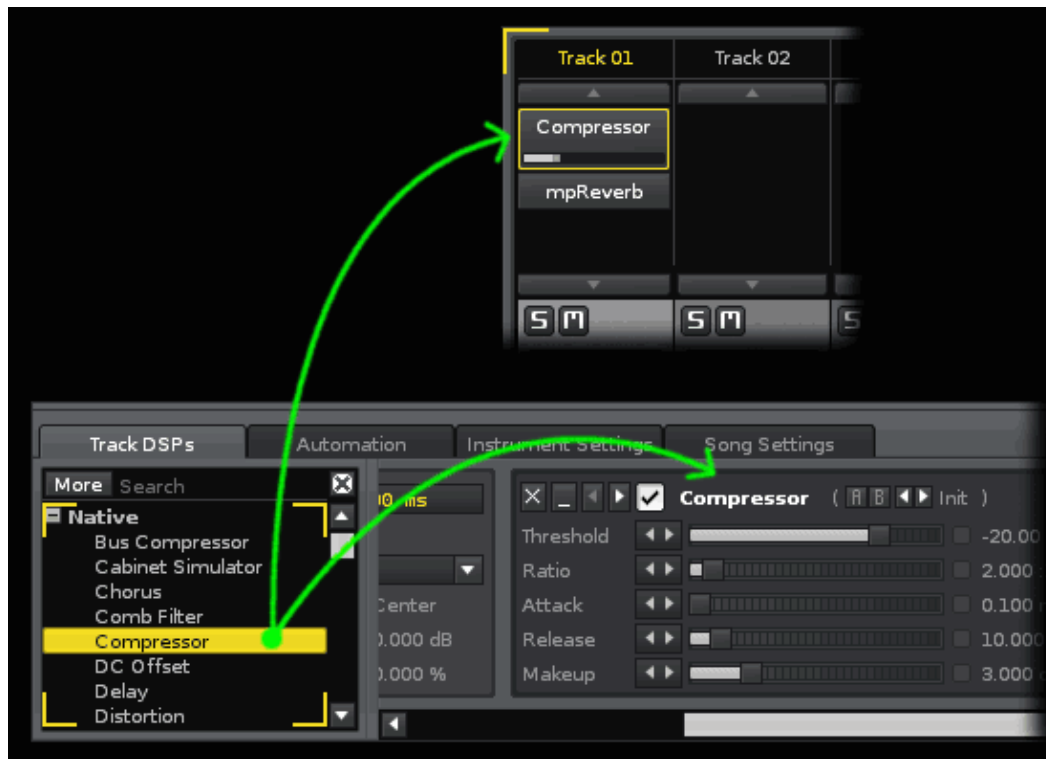 Track 01 Track 02
Compressor
mpReverb
S M S M S
Track DSPs Automation Instrument Settings Song Settings
More Search
Native
Bus Compressor
Cabinet Simulator
Chorus
Comb Filter
Compressor
DC Offset
Delay
Distortion
0 ms
Center
0.000 dB
0.000 %
Compressor ( A B Init )
Threshold -20.00
Ratio 2.000
Attack 0.100
Release 10.000
Makeup 3.000